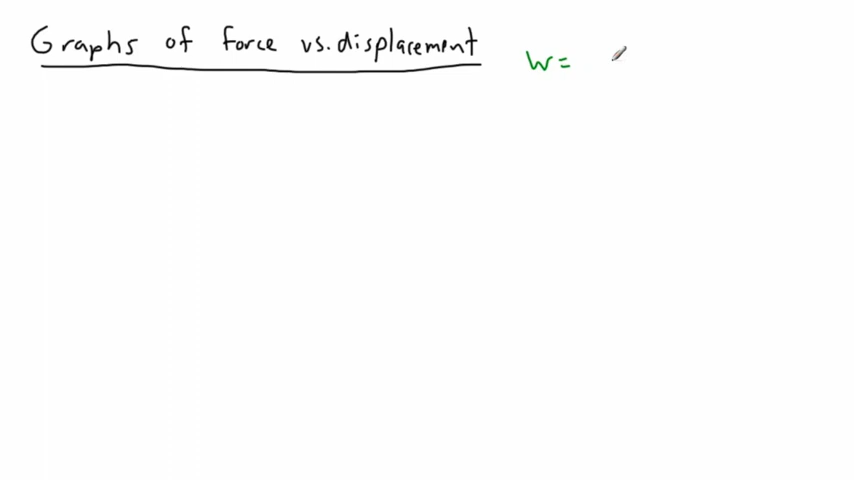 Graphs of force vs. displacement
W=